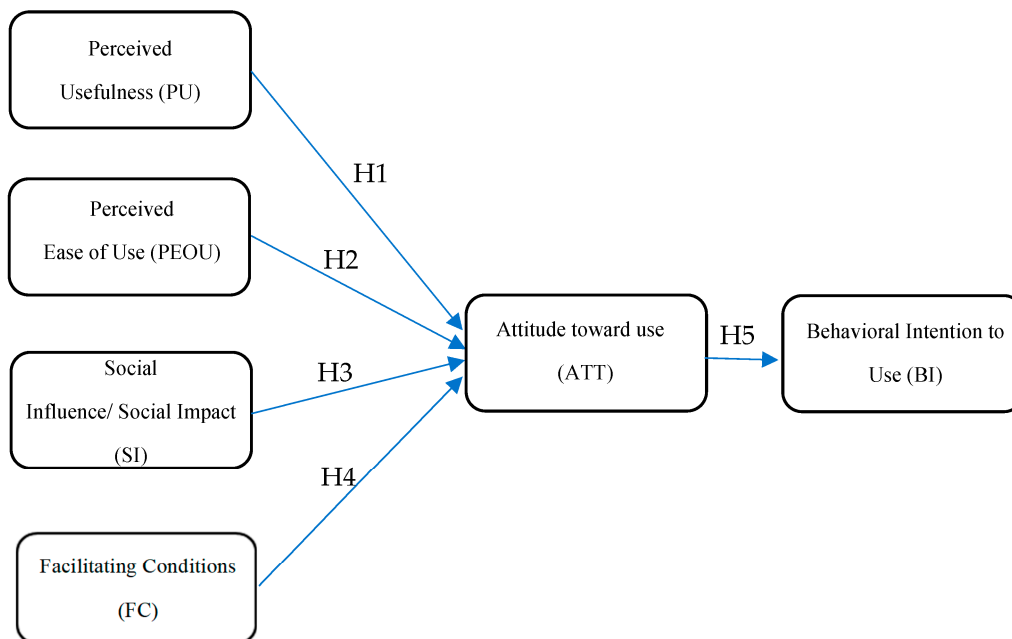 Perceived
Usefulness (PU)
H1
Perceived
Ease of Use (PEOU)
H2
Attitude toward use
(ATT)
H5
Behavioral Intention to
Use (BI)
Social
Influence/ Social Impact
(SI)
H3
H4
Facilitating Conditions
(FC)